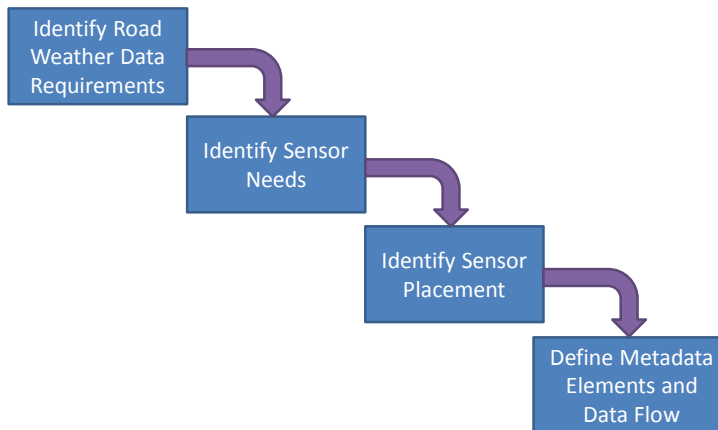 Identify Road
Weather Data
Requirements
Identify Sensor
Needs
Identify Sensor
Placement
Define Metadata
Elements and
Data Flow